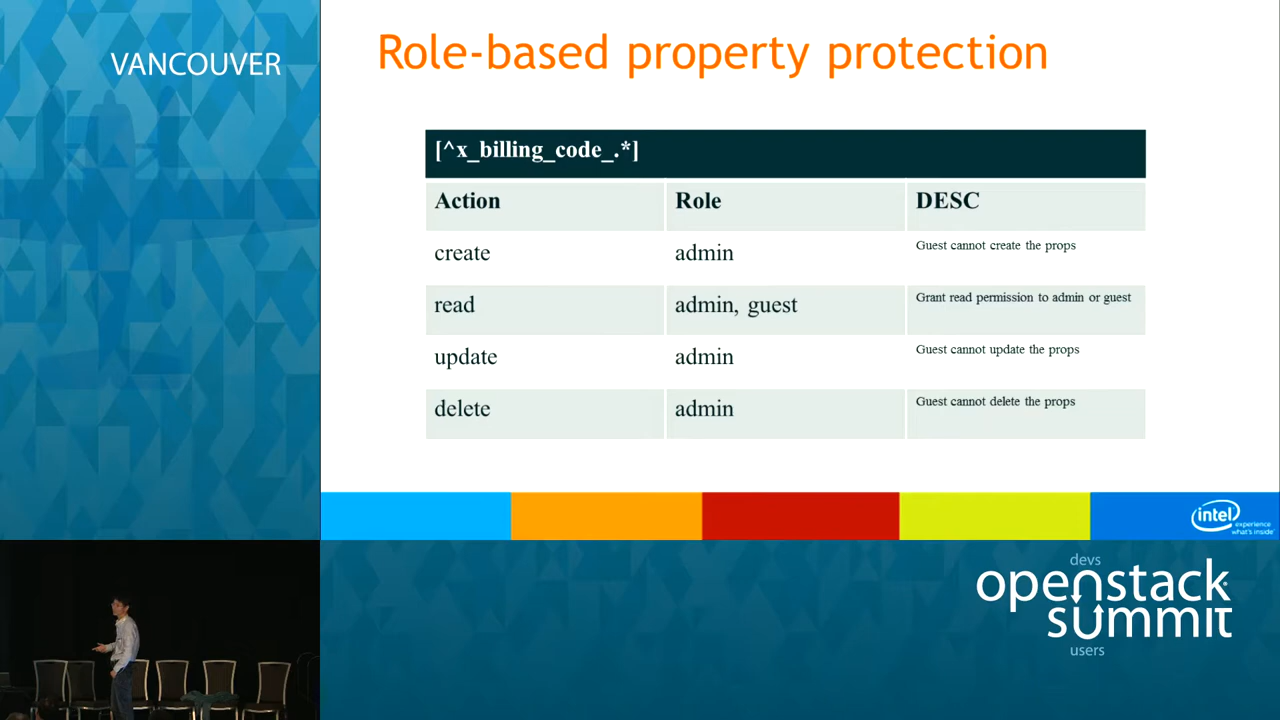 VANCOUVER
Role-based property protection
[^x_billing_code_.*]
Action Role DESC
create admin Guest cannot create the props
read admin, guest Grant read permission to admin or guest
update admin Guest cannot update the props
delete admin Guest cannot delete the props
intel experience
what's inside
devs
openstack
summit
users